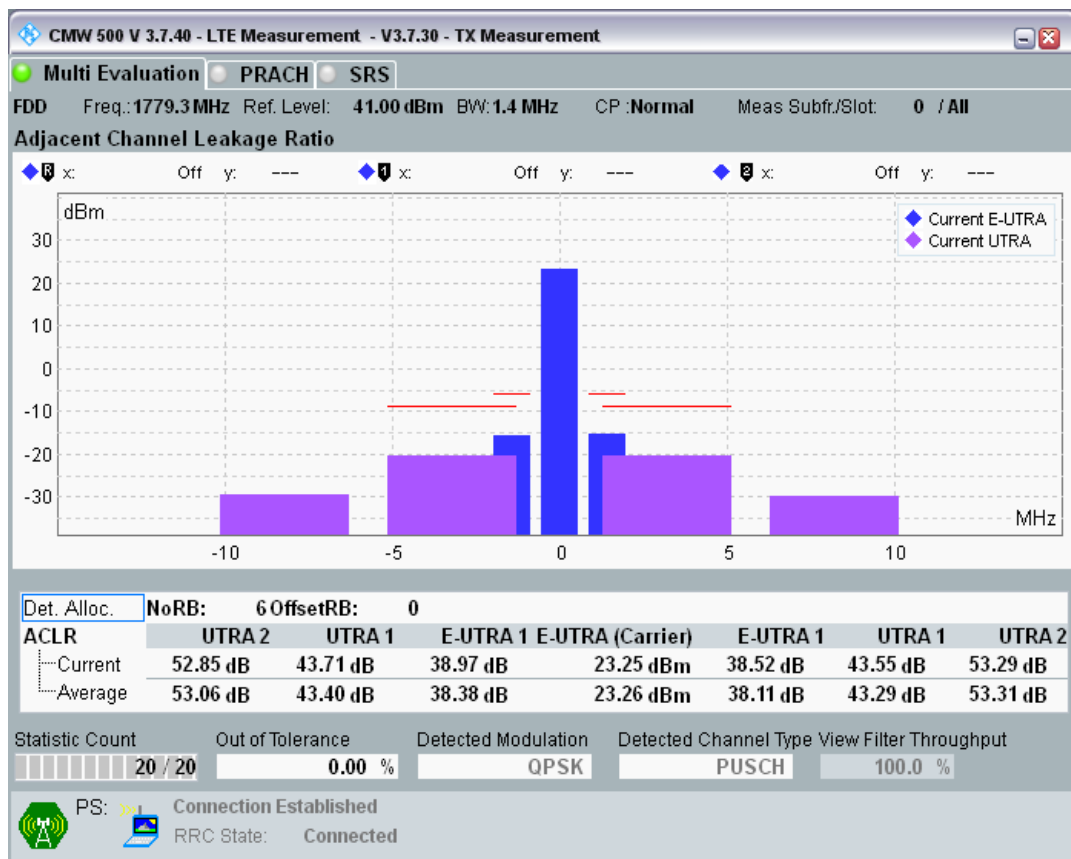 CMW 500 V 3.7.40 - LTE Measurement - V3.7.30 - TX Measurement
Multi Evaluation PRACH SRS
FDD Freq.: 1779.3 MHz Ref. Level: 41.00 dBm BW: 1.4 MHz CP : Normal Meas Subfr./Slot: 0 / All
Adjacent Channel Leakage Ratio
R x: Off y: --- 1 x: Off y: --- 2 x: Off y: ---
dBm
Current E-UTRA
Current UTRA
30
20
10
0
-10
-20
-30
MHz
-10 -5 0 5 10
Det. Alloc. NoRB: 6 OffsetRB: 0
ACLR UTRA 2 UTRA 1 E-UTRA 1 E-UTRA (Carrier) E-UTRA 1 UTRA 1 UTRA 2
Current 52.85 dB 43.71 dB 38.97 dB 23.25 dBm 38.52 dB 43.55 dB 53.29 dB
Average 53.06 dB 43.40 dB 38.38 dB 23.26 dBm 38.11 dB 43.29 dB 53.31 dB
Statistic Count Out of Tolerance Detected Modulation Detected Channel Type View Filter Throughput
20 / 20 0.00 % QPSK PUSCH 100.0 %
PS: Connection Established
RRC State: Connected